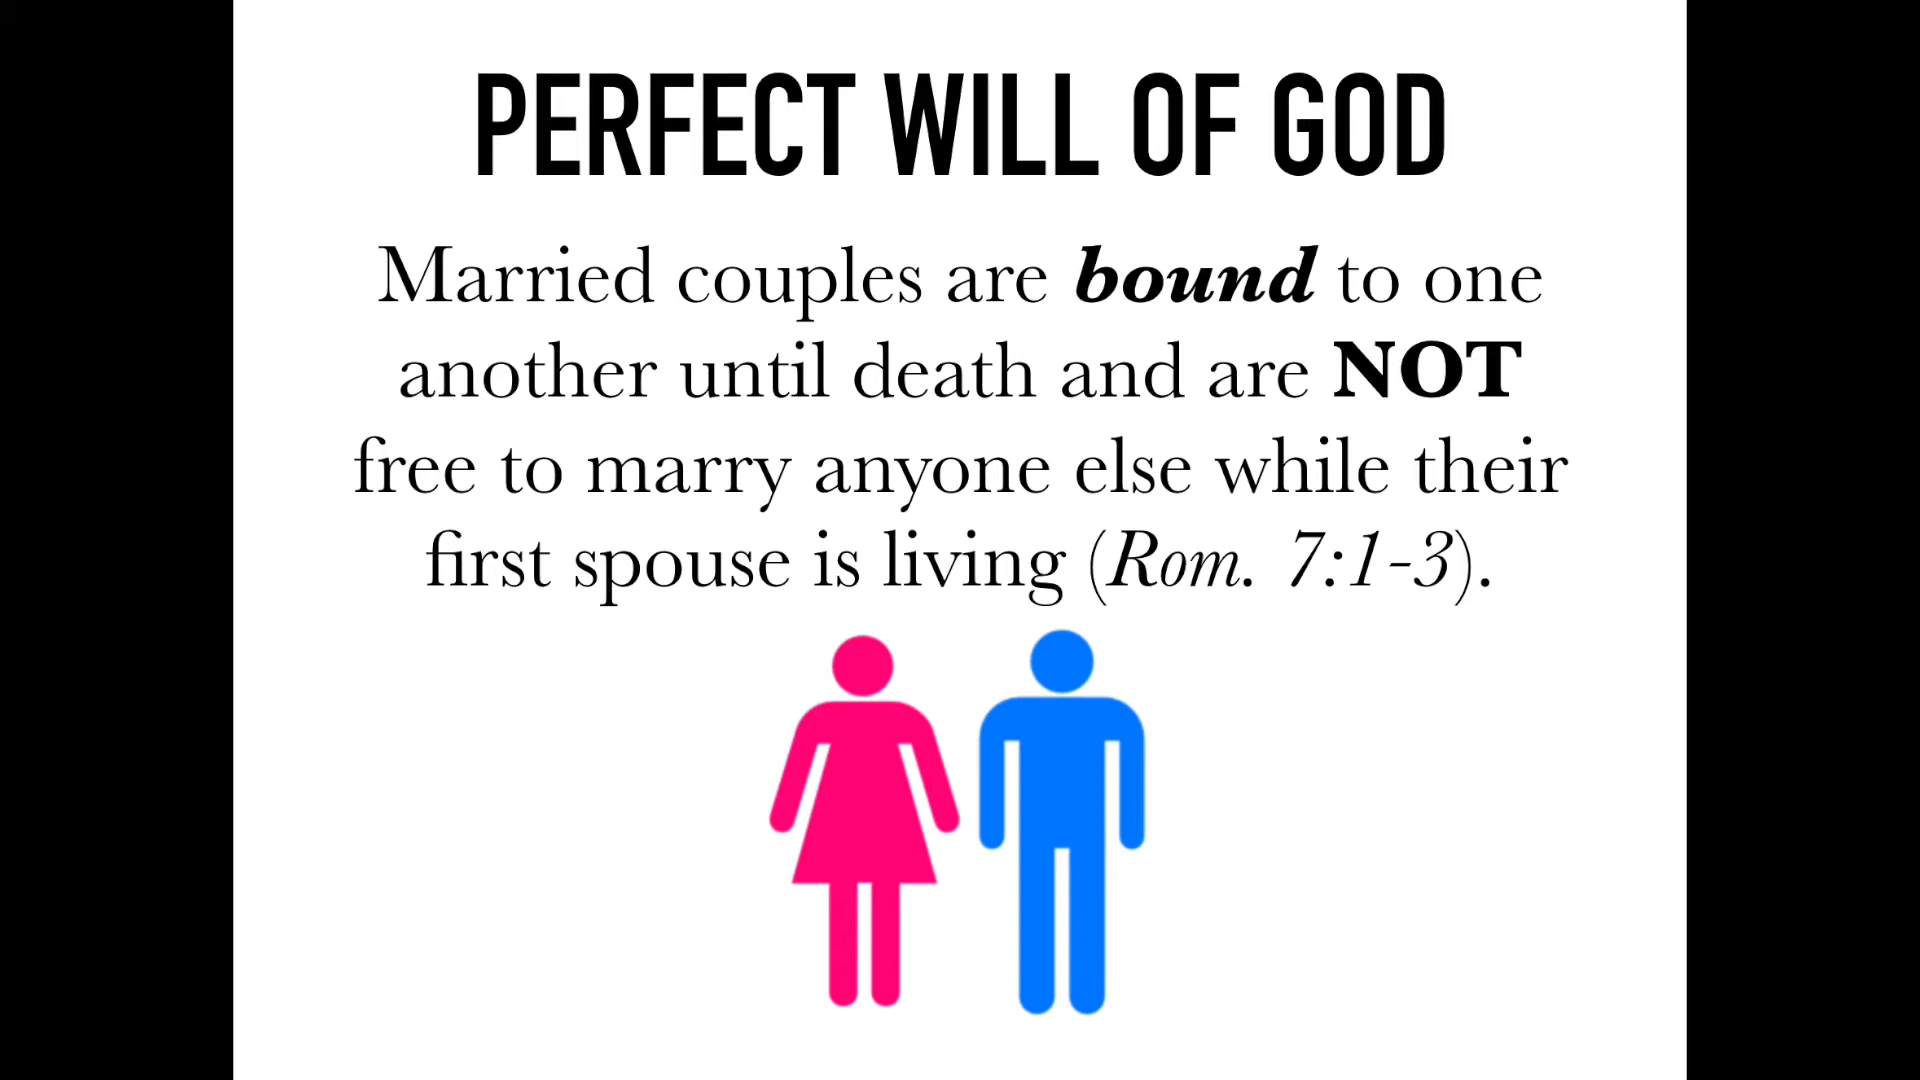 PERFECT WILL OF GOD
Married couples are bound to one
another until death and are NOT
free to marry anyone else while their
first spouse is living (Rom. 7:1-3).